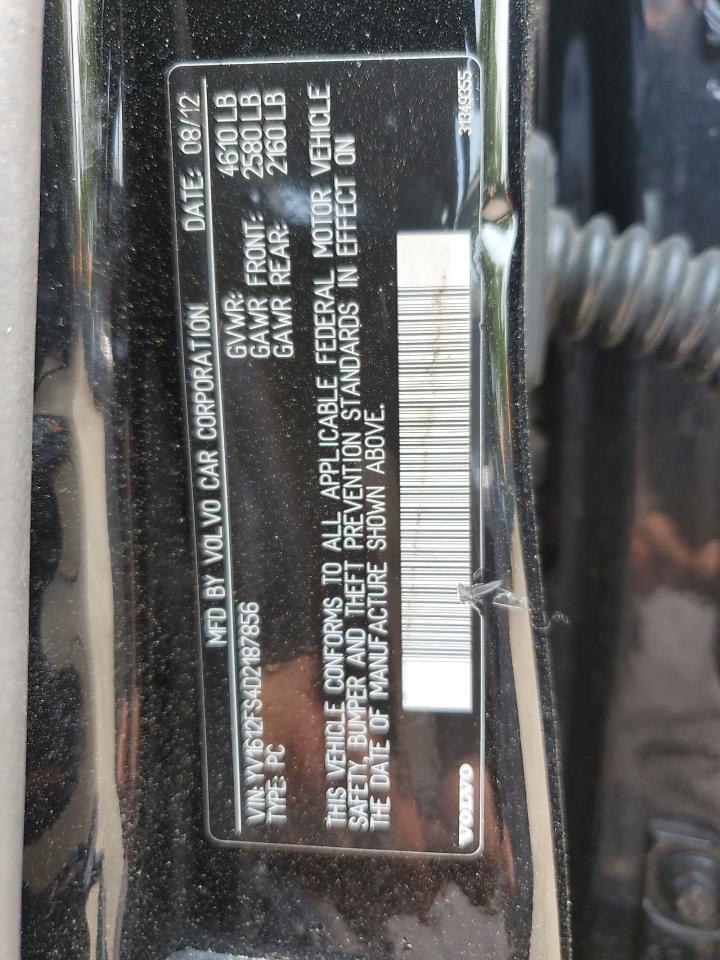 MFD BY VOLVO CAR CORPORATION DATE: 08/12
VIN: YV1612FS4D2187856 GVWR: 4610 LB
TYPE: PC GAWR FRONT: 2580 LB
GAWR REAR: 2160 LB
THIS VEHICLE CONFORMS TO ALL APPLICABLE FEDERAL MOTOR VEHICLE
SAFETY, BUMPER AND THEFT PREVENTION STANDARDS IN EFFECT ON
THE DATE OF MANUFACTURE SHOWN ABOVE.
VOLVO 31349355